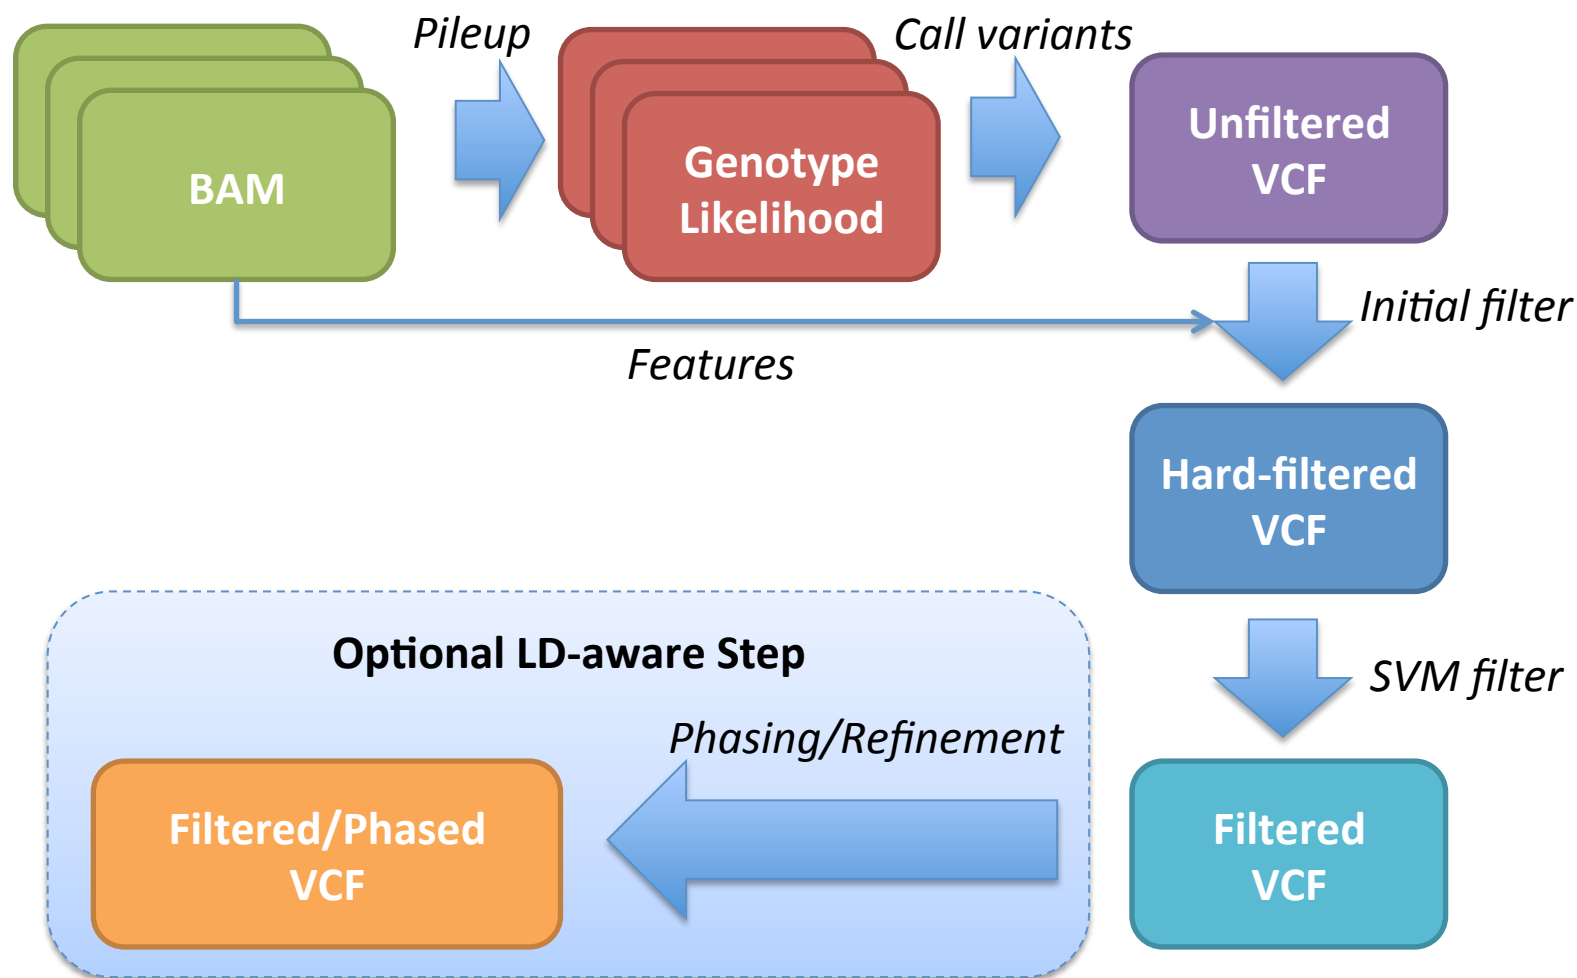 Pileup
Call variants
BAM
Genotype
Likelihood
Unfiltered
VCF
Initial filter
Features
Hard-filtered
VCF
SVM filter
Optional LD-aware Step
Phasing/Refinement
Filtered/Phased
VCF
Filtered
VCF